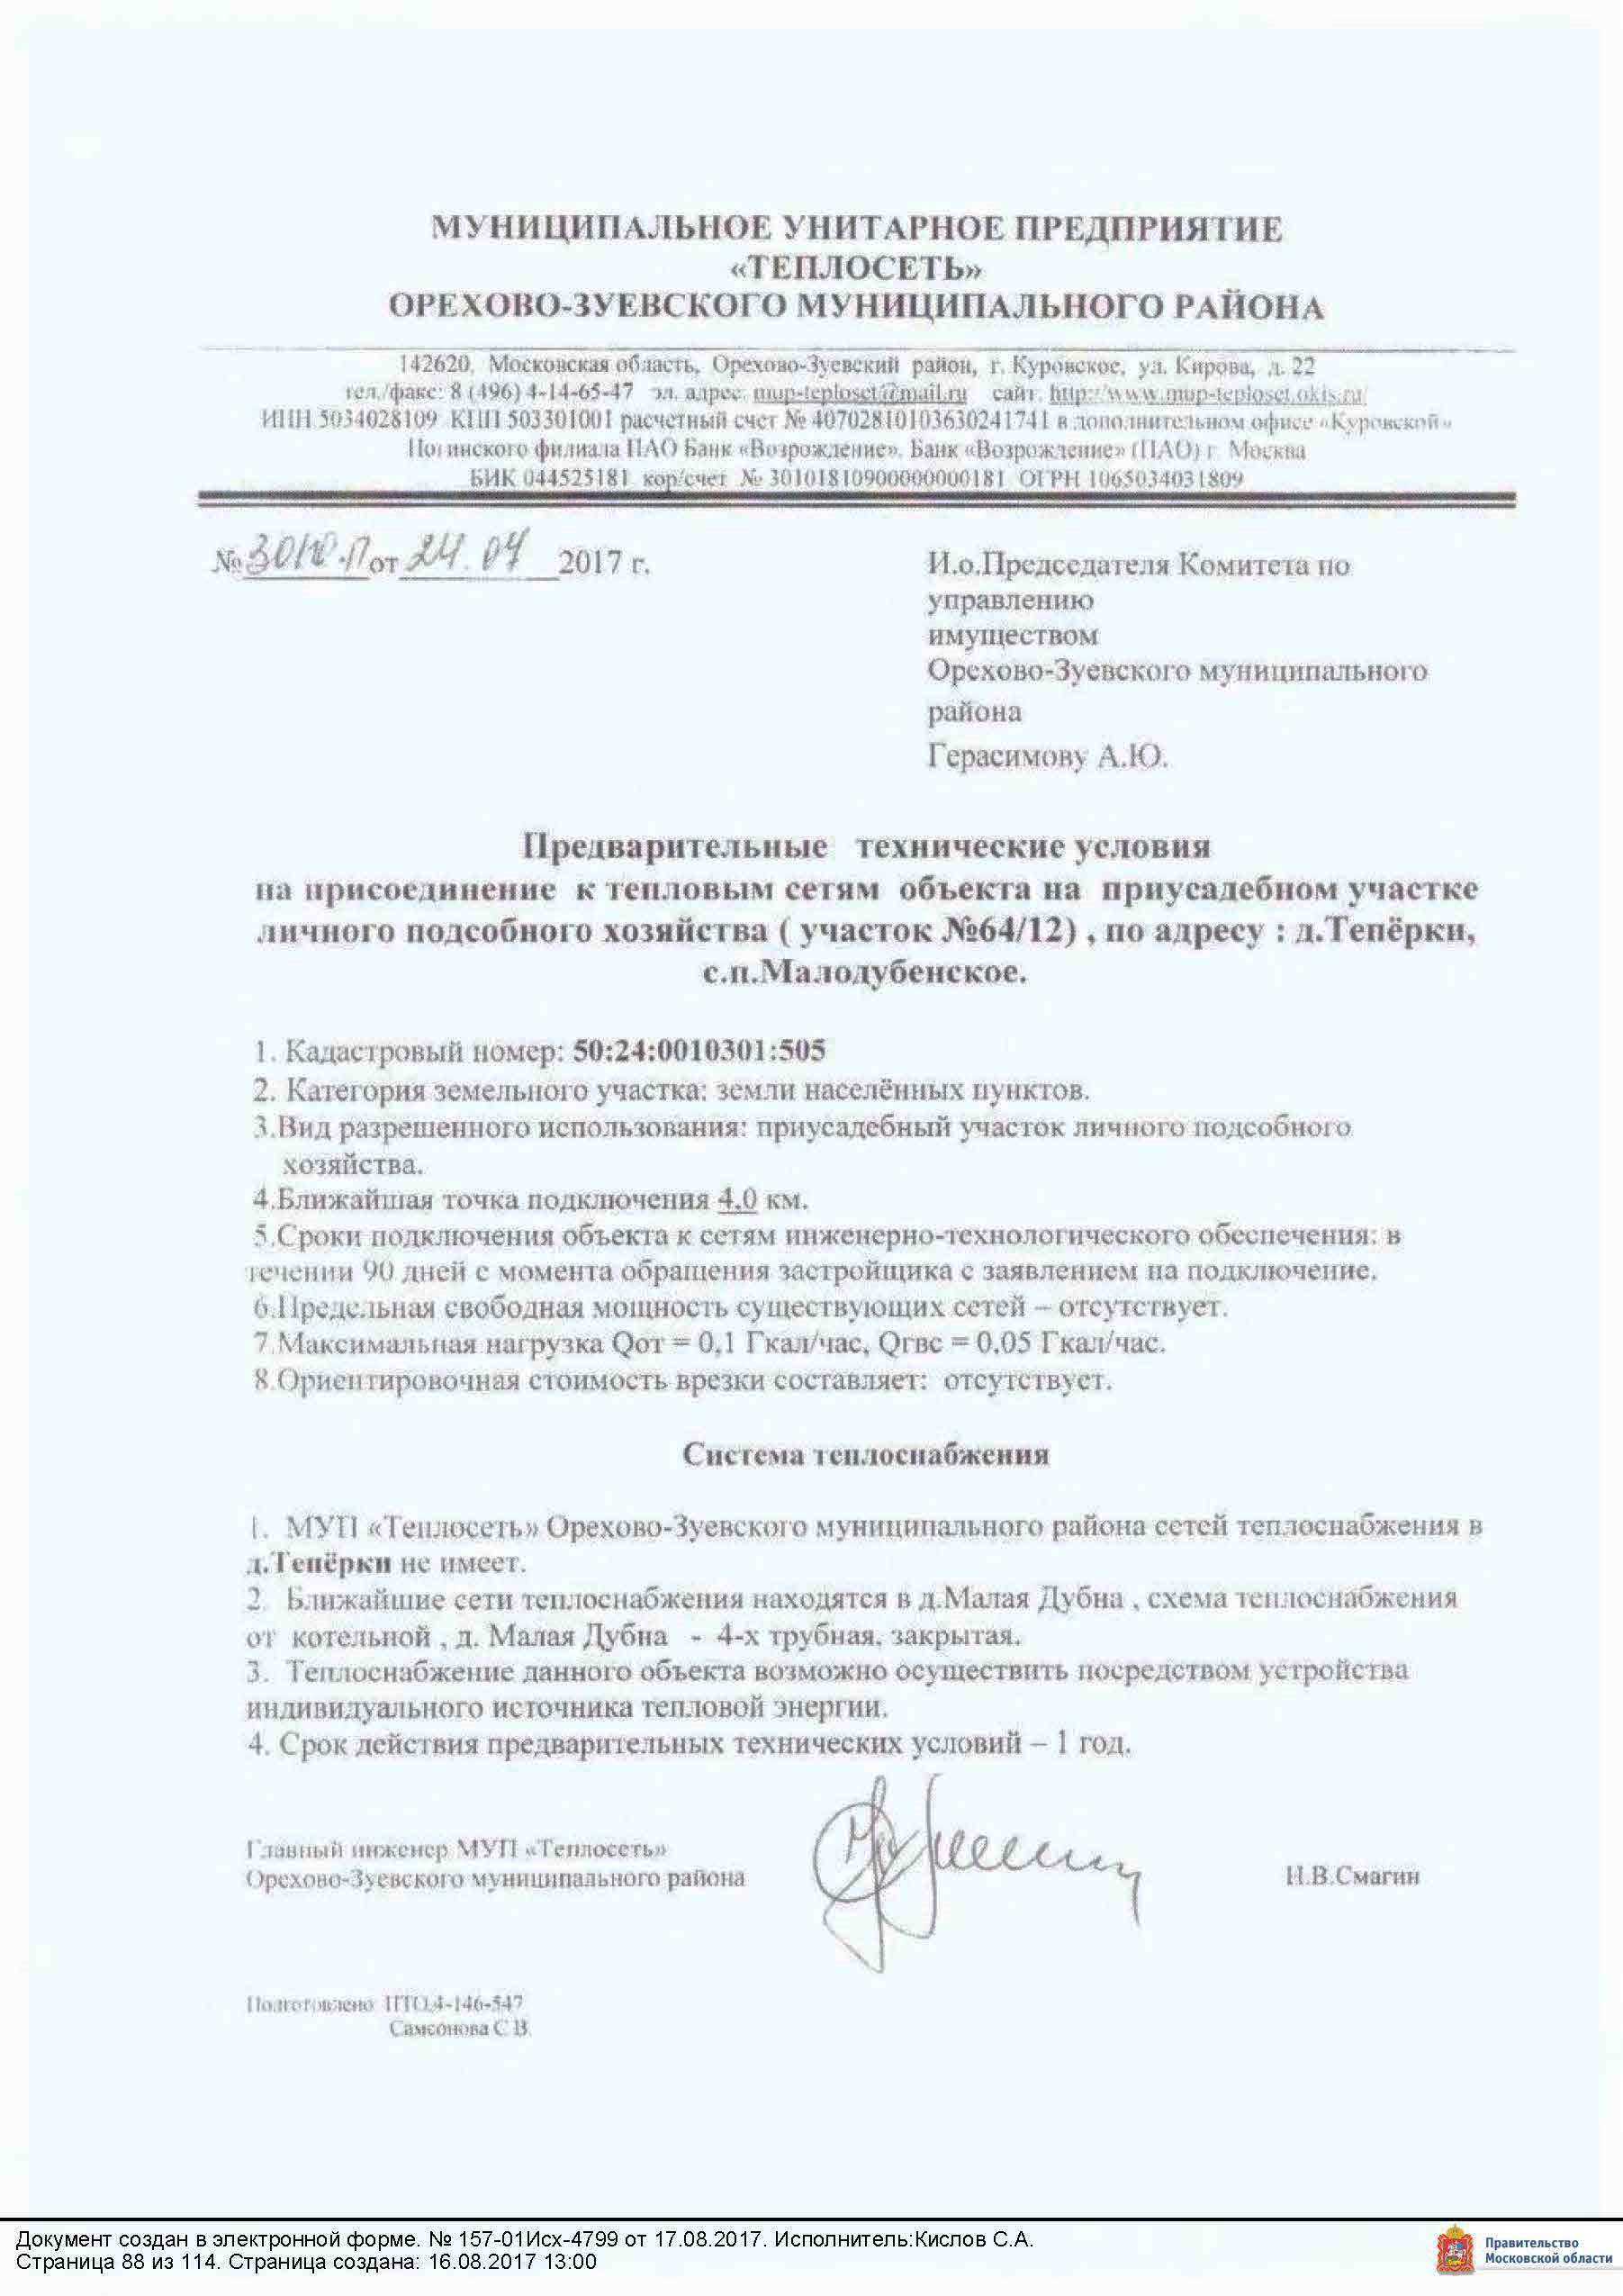 МУНИЦИПАЛЬНОЕ УНИТАРНОЕ ПРЕДПРИЯТИЕ
«ТЕПЛОСЕТЬ»
ОРЕХОВО-ЗУЕВСКОГО МУНИЦИПАЛЬНОГО РАЙОНА
142620, Московская область, Орехово-Зуевский район, г. Куровское, ул. Кирова, д. 22
тел./факс: 8 (496) 4-14-65-47 эл. адрес: mup-teploset@mail.ru сайт: http://www.mup-teploset.okis.ru/
ИНН 5034028109 КПП 503301001 расчетный счет № 40702810103630241741 в дополнительном офисе «Куровской»
Ногинского филиала ПАО Банк «Возрождение», Банк «Возрождение» (ПАО) г. Москва
БИК 044525181 кор/счет № 30101810900000000181 ОГРН 1065034031809
№ от 24.04 2017 г.
И.о.Председателя Комитета по
управлению
имуществом
Орехово-Зуевского муниципального
района
Герасимову А.Ю.
Предварительные технические условия
на присоединение к тепловым сетям объекта на приусадебном участке
личного подсобного хозяйства ( участок №64/12) , по адресу : д.Тепёрки,
с.п.Малодубенское.
1. Кадастровый номер: 50:24:0010301:505
2. Категория земельного участка: земли населённых пунктов.
3.Вид разрешенного использования: приусадебный участок личного подсобного
хозяйства.
4.Ближайшая точка подключения 4.0 км.
5.Сроки подключения объекта к сетям инженерно-технологического обеспечения: в
течении 90 дней с момента обращения застройщика с заявлением на подключение.
6.Предельная свободная мощность существующих сетей – отсутствует.
7.Максимальная нагрузка Qот = 0,1 Гкал/час, Qгвс = 0,05 Гкал/час.
8.Ориентировочная стоимость врезки составляет: отсутствует.
Система теплоснабжения
1. МУП «Теплосеть» Орехово-Зуевского муниципального района сетей теплоснабжения в
д.Тепёрки не имеет.
2. Ближайшие сети теплоснабжения находятся в д.Малая Дубна , схема теплоснабжения
от котельной , д. Малая Дубна - 4-х трубная, закрытая.
3. Теплоснабжение данного объекта возможно осуществить посредством устройства
индивидуального источника тепловой энергии.
4. Срок действия предварительных технических условий – 1 год.
Главный инженер МУП «Теплосеть»
Орехово-Зуевского муниципального района
Н.В.Смагин
Подготовлено ПТО,4-146-547
Самсонова С В
Документ создан в электронной форме. № 157-01Исх-4799 от 17.08.2017. Исполнитель:Кислов С.А.
Страница 88 из 114. Страница создана: 16.08.2017 13:00
Правительство
Московской области